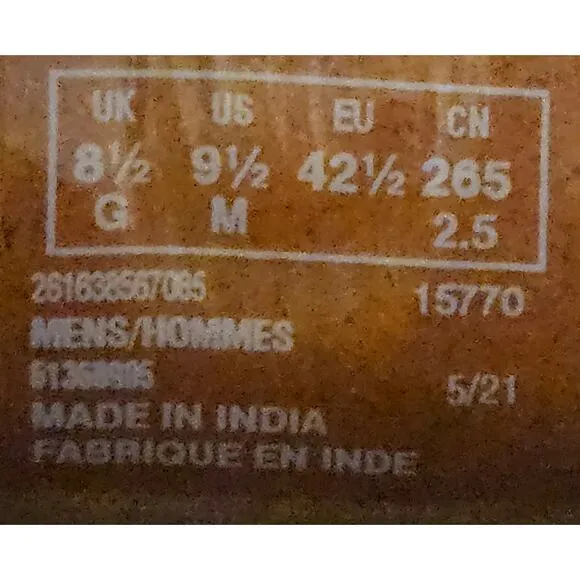 UK US EU CN
8½ 9½ 42½ 265
G M 2.5
261638567085 15770
MENS/HOMMES
5/21
MADE IN INDIA
FABRIQUE EN INDE